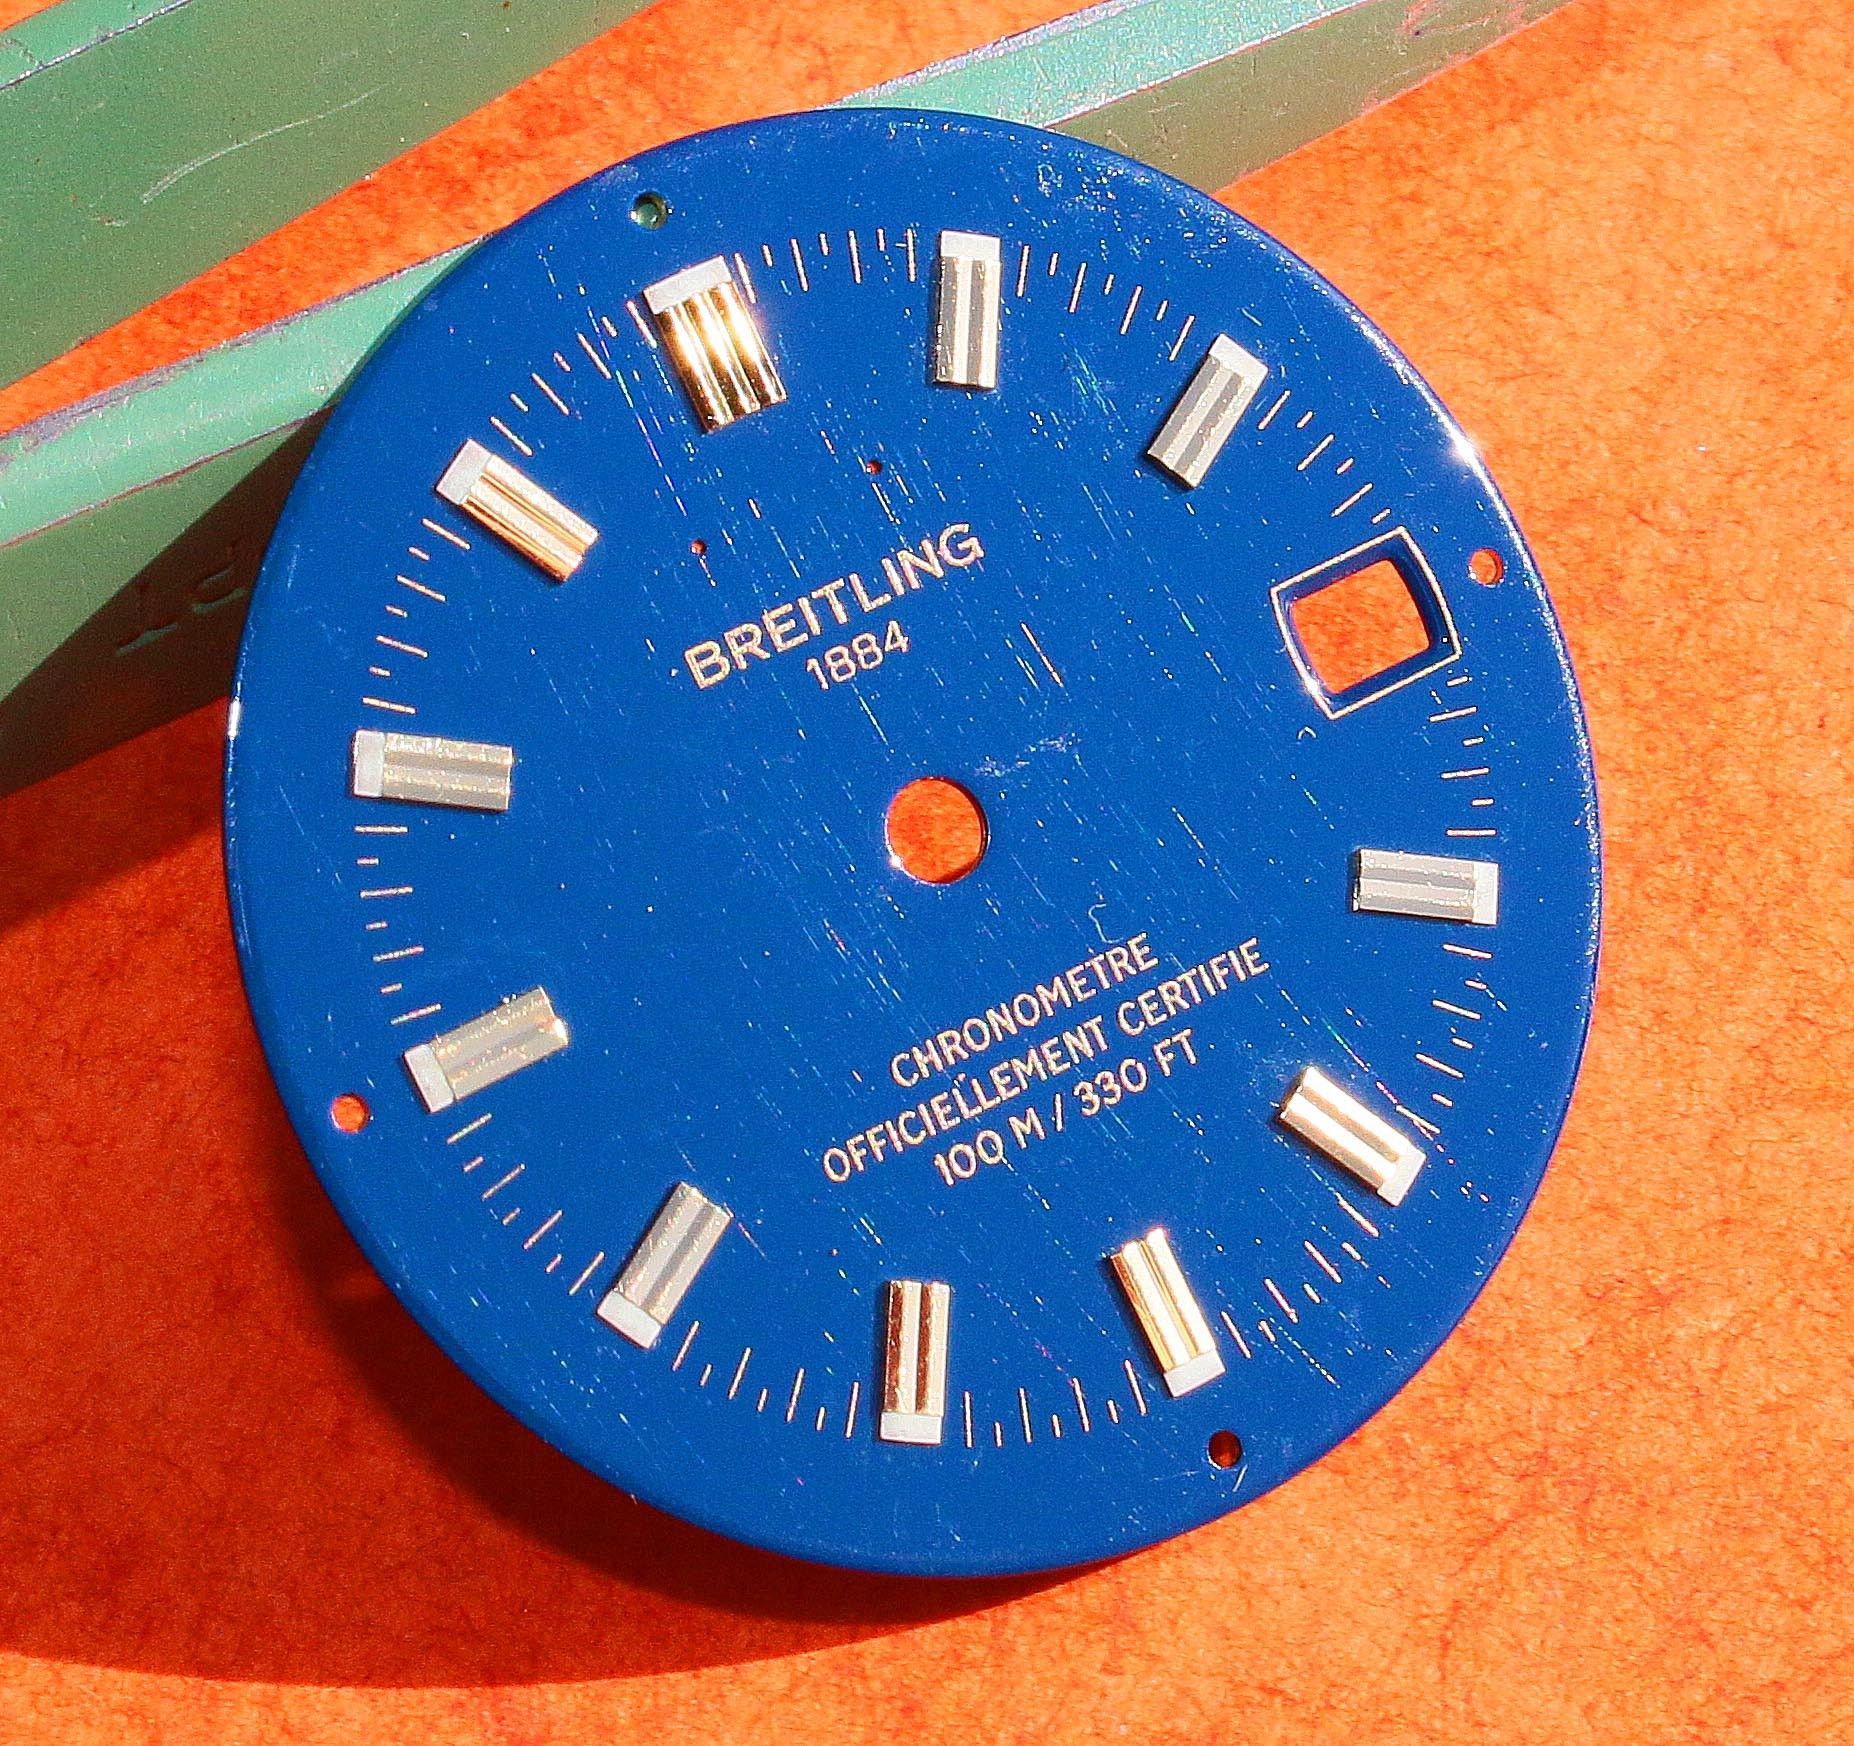 BREITLING
1884
CHRONOMETRE
OFFICIELLEMENT CERTIFIE
100 M / 330 FT